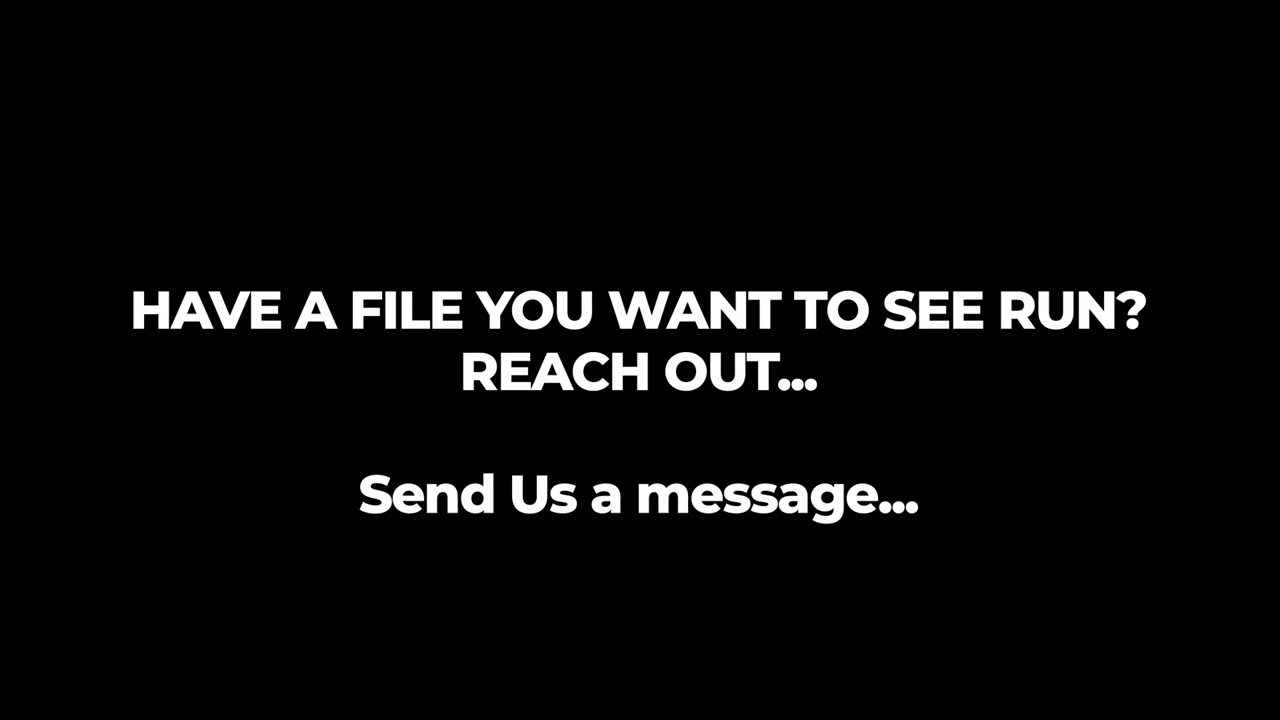 HAVE A FILE YOU WANT TO SEE RUN?
REACH OUT...
Send Us a message...